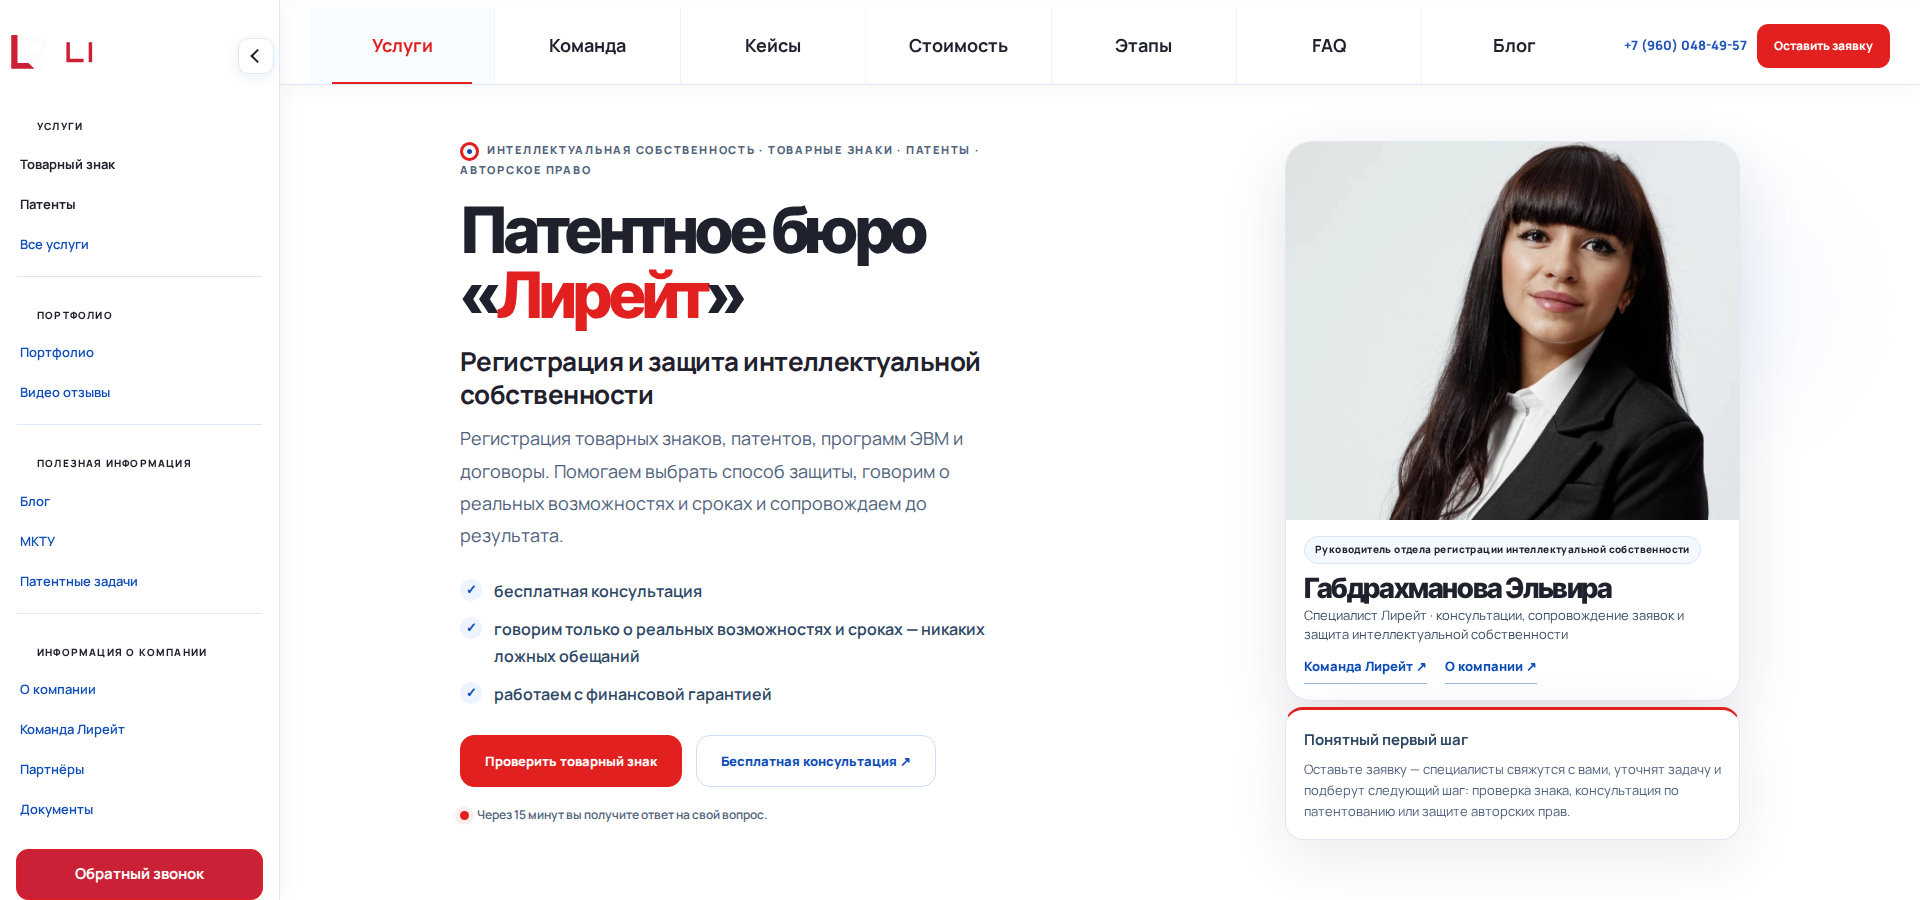 LI
УСЛУГИ
Товарный знак
Патенты
Все услуги
ПОРТФОЛИО
Портфолио
Видео отзывы
ПОЛЕЗНАЯ ИНФОРМАЦИЯ
Блог
МКТУ
Патентные задачи
ИНФОРМАЦИЯ О КОМПАНИИ
О компании
Команда Лирейт
Партнёры
Документы
Обратный звонок
Услуги
Команда
Кейсы
Стоимость
Этапы
FAQ
Блог
+7 (960) 048-49-57
Оставить заявку
ИНТЕЛЛЕКТУАЛЬНАЯ СОБСТВЕННОСТЬ · ТОВАРНЫЕ ЗНАКИ · ПАТЕНТЫ ·
АВТОРСКОЕ ПРАВО
Патентное бюро
«Лирейт»
Регистрация и защита интеллектуальной
собственности
Регистрация товарных знаков, патентов, программ ЭВМ и
договоры. Помогаем выбрать способ защиты, говорим о
реальных возможностях и сроках и сопровождаем до
результата.
✓ бесплатная консультация
✓ говорим только о реальных возможностях и сроках — никаких
ложных обещаний
✓ работаем с финансовой гарантией
Проверить товарный знак
Бесплатная консультация ↗
Через 15 минут вы получите ответ на свой вопрос.
Руководитель отдела регистрации интеллектуальной собственности
Габдрахманова Эльвира
Специалист Лирейт · консультации, сопровождение заявок и
защита интеллектуальной собственности
Команда Лирейт ↗
О компании ↗
Понятный первый шаг
Оставьте заявку — специалисты свяжутся с вами, уточнят задачу и
подберут следующий шаг: проверка знака, консультация по
патентованию или защите авторских прав.